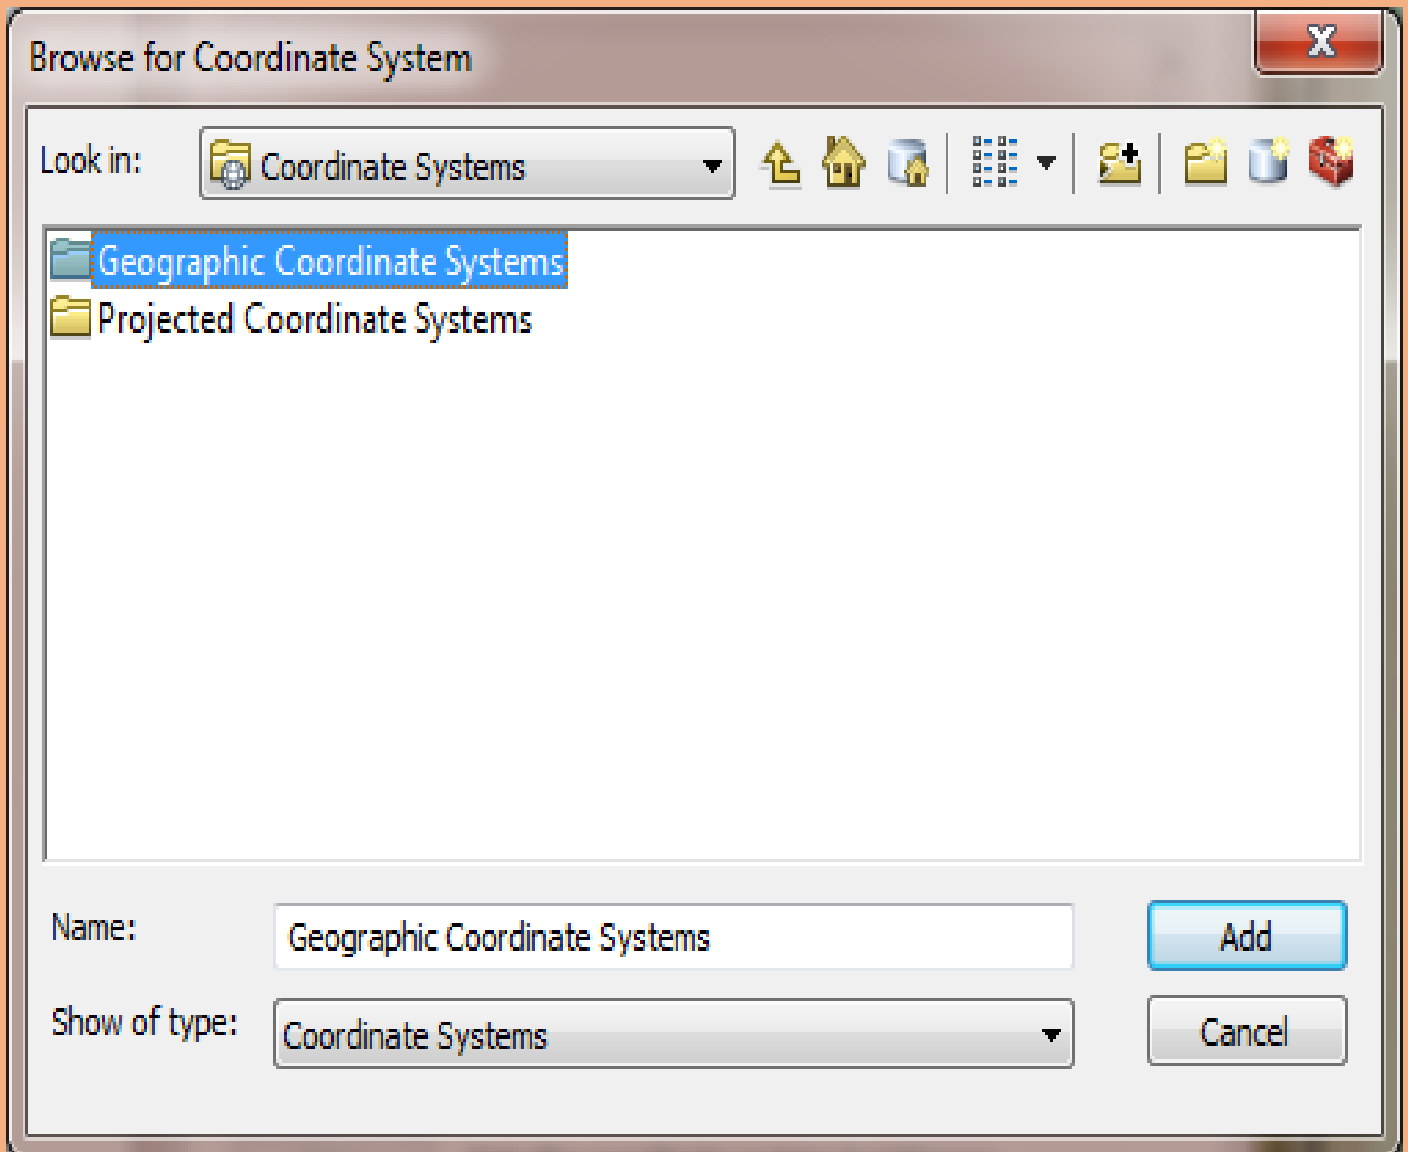 Browse for Coordinate System
X
Look in: Coordinate Systems
Geographic Coordinate Systems
Projected Coordinate Systems
Name: Geographic Coordinate Systems Add
Show of type: Coordinate Systems Cancel